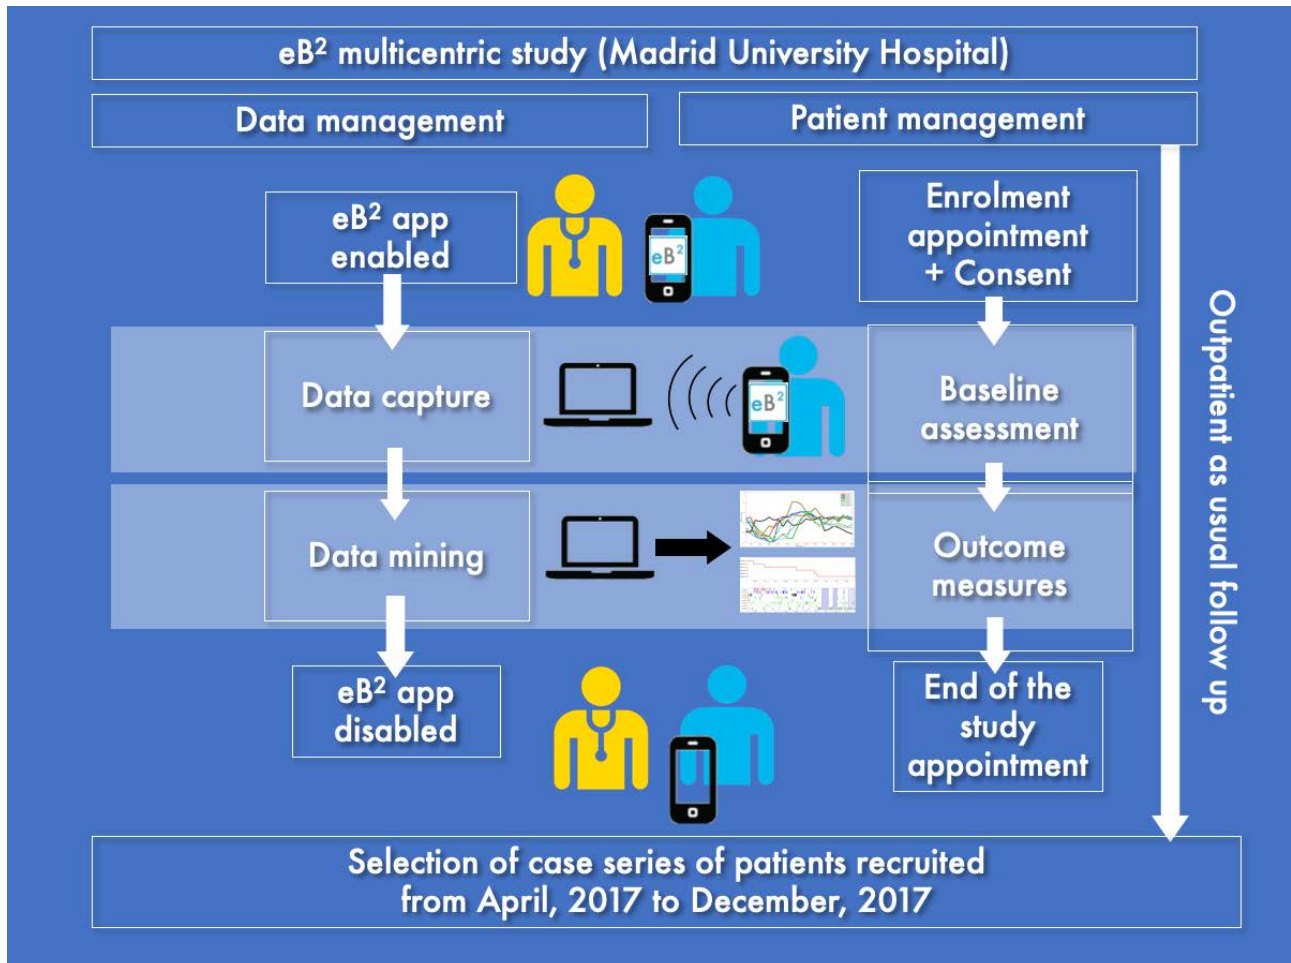 eB² multicentric study (Madrid University Hospital)
Data management
Patient management
eB² app
enabled
eB²
Enrolment
appointment
+ Consent
Data capture
eB²
Baseline
assessment
Data mining
Outcome
measures
eB² app
disabled
End of the
study
appointment
Outpatient as usual follow up
Selection of case series of patients recruited
from April, 2017 to December, 2017